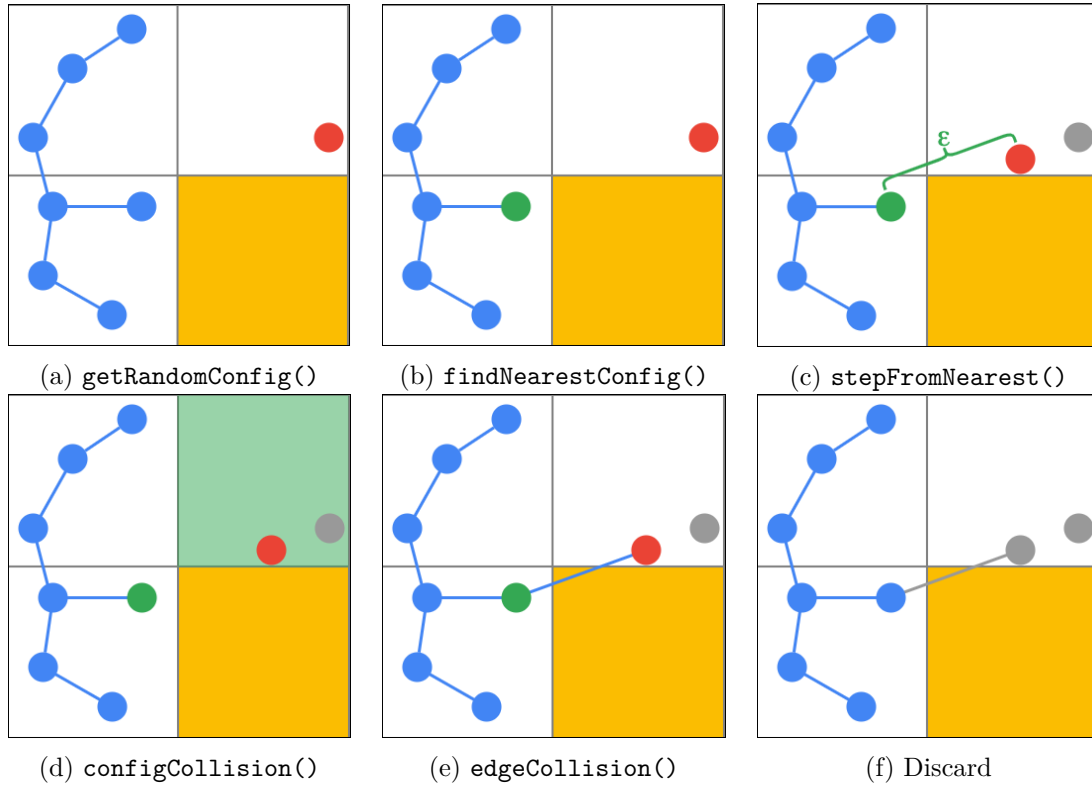 ε
(a) getRandomConfig()
(b) findNearestConfig()
(c) stepFromNearest()
(d) configCollision()
(e) edgeCollision()
(f) Discard